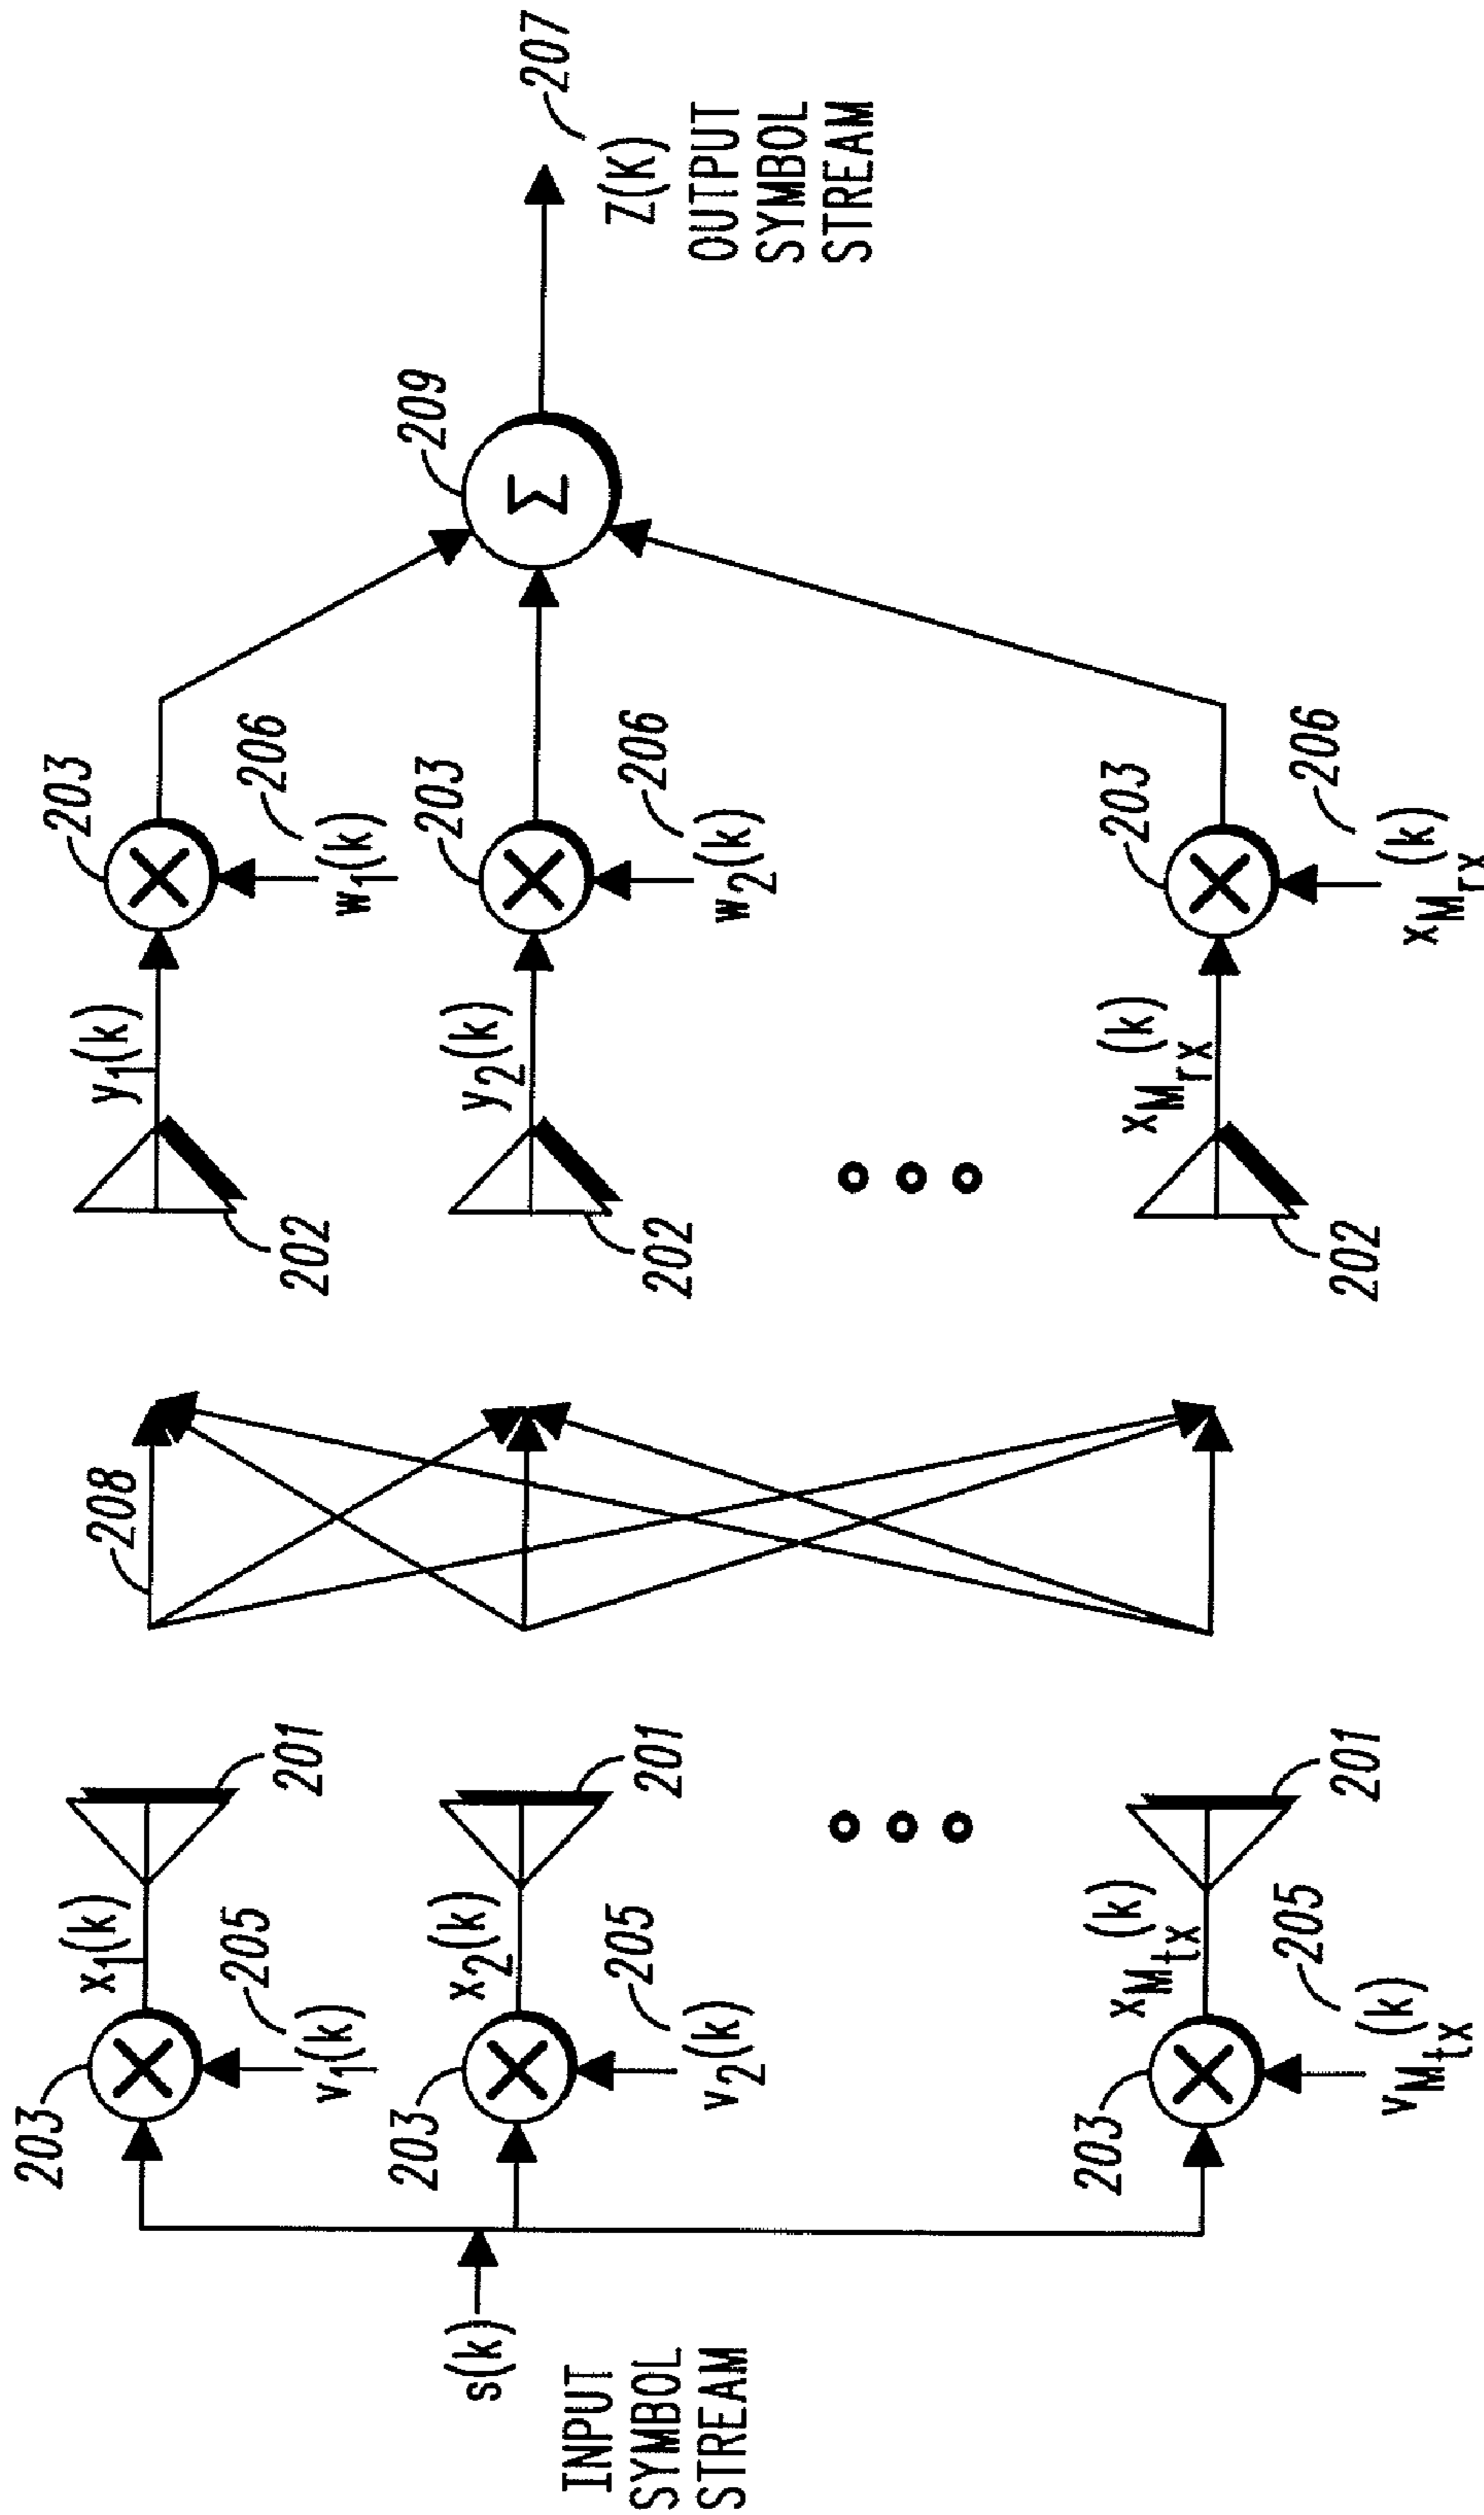 INPUT
SYMBOL
STREAM
s(k)
203
v1(k)
205
x1(k)
201
203
v2(k)
205
x2(k)
201
203
vMtx(k)
205
xMtx(k)
201
208
202
y1(k)
203
w1(k)
206
202
y2(k)
203
w2(k)
206
202
xMrx(k)
203
xMrx(k)
206
209
Σ
207
Z(K)
OUTPUT
SYMBOL
STREAM